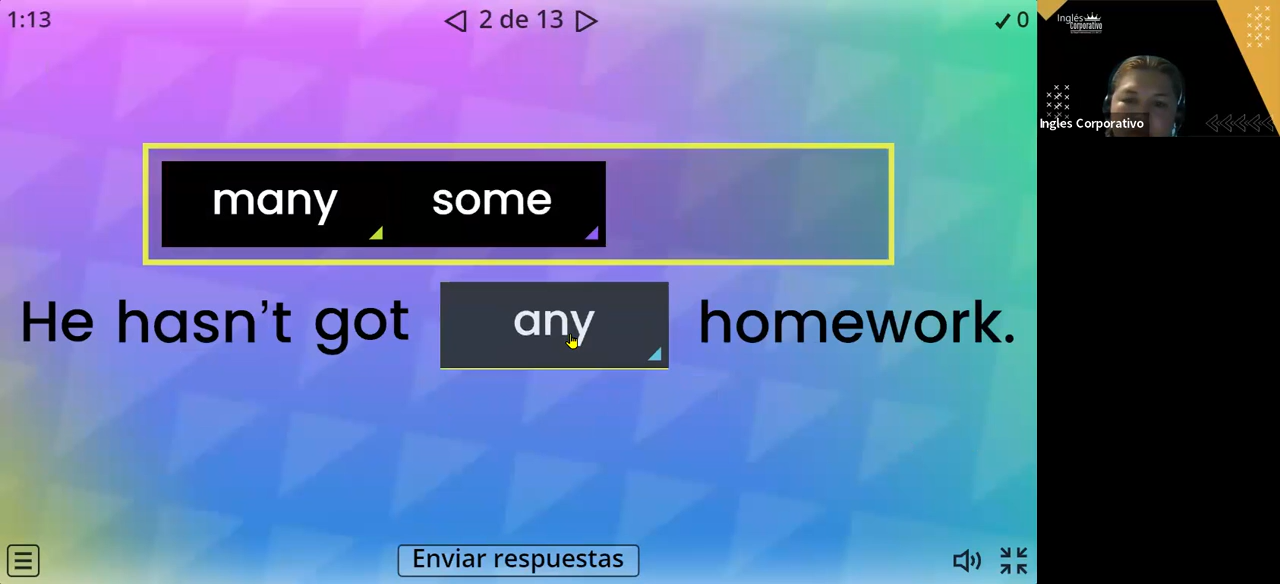 1:13
2 de 13
✓ 0
many
some
He hasn't got any homework.
Enviar respuestas
Inglés
Corporativo
Ingles Corporativo